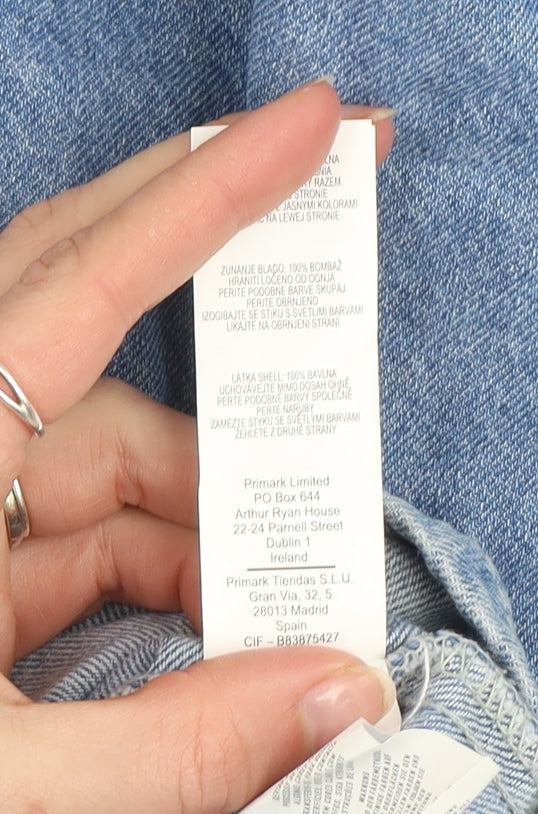 RAZEM
STRONIE
JASNYMI KOLORAMI
NA LEWEJ STRONIE
ZUNANJE BLAGO: 100% BOMBAŽ
HRANITI LOČENO OD OGNJA
PERITE PODOBNE BARVE SKUPAJ
PERITE OBRNJENO
IZOGIBAJTE SE STIKU S SVETLIMI BARVAMI
LIKAJTE NA OBRNJENI STRANI
LÁTKA SHELL: 100% BAVLNA
UCHOVÁVEJTE MIMO DOSAH OHNĚ
PERTE PODOBNÉ BARVY SPOLEČNĚ
PERTE NARUBY
ZAMEZTE STYKU SE SVĚTLÝMI BARVAMI
ŽEHLETE Z DRUHÉ STRANY
Primark Limited
PO Box 644
Arthur Ryan House
22-24 Parnell Street
Dublin 1
Ireland
Primark Tiendas S.L.U.
Gran Via, 32, 5
28013 Madrid
Spain
CIF – B83875427